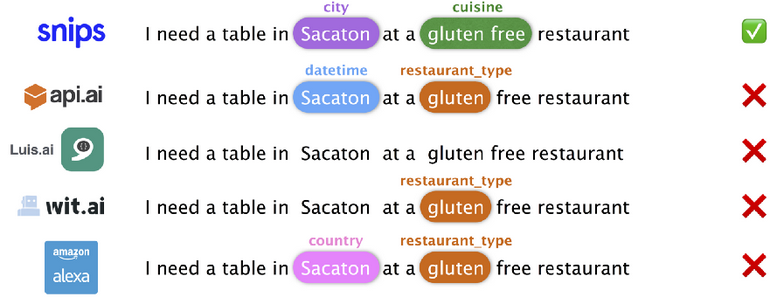 city cuisine
snips I need a table in Sacaton at a gluten free restaurant
datetime restaurant_type
api.ai I need a table in Sacaton at a gluten free restaurant
Luis.ai I need a table in Sacaton at a gluten free restaurant
restaurant_type
wit.ai I need a table in Sacaton at a gluten free restaurant
country restaurant_type
amazon alexa I need a table in Sacaton at a gluten free restaurant